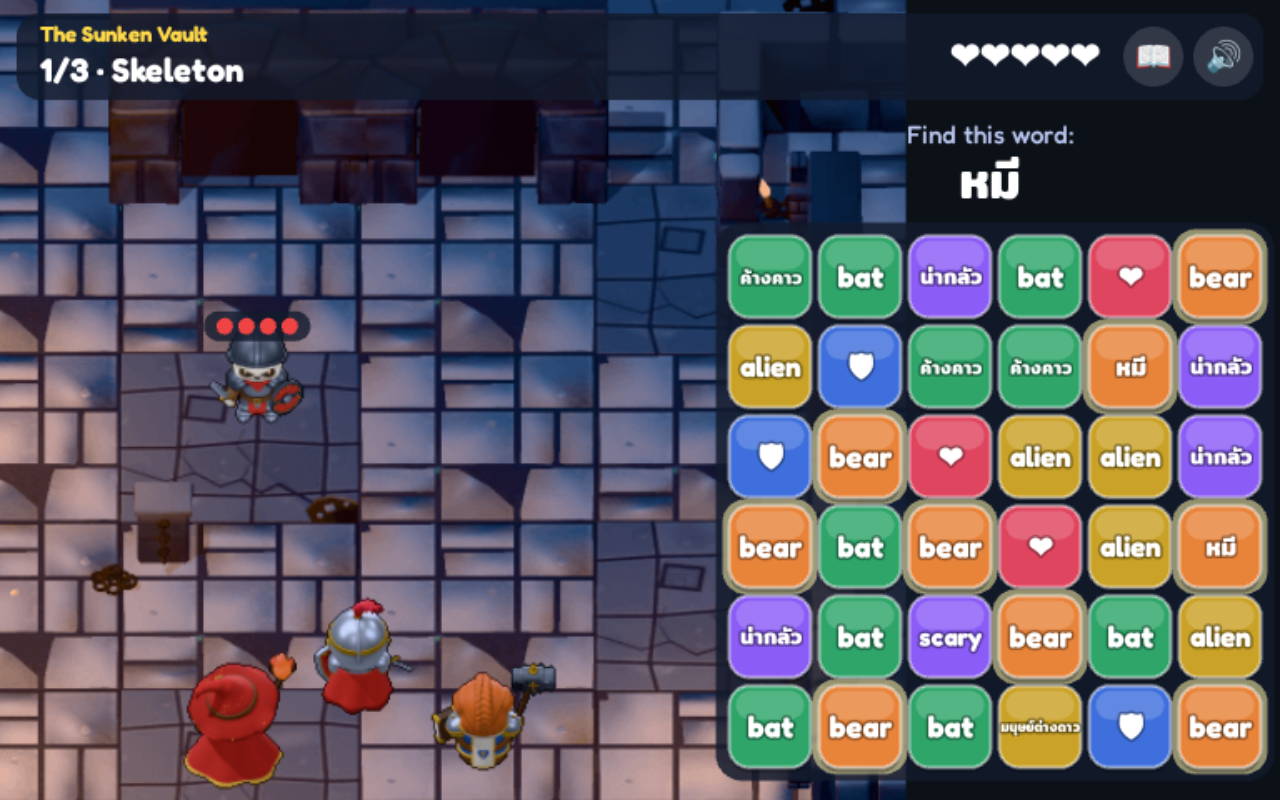 The Sunken Vault
1/3 · Skeleton
Find this word:
หมี
ค้างคาว bat น่ากลัว bat bear
alien ค้างคาว ค้างคาว หมี น่ากลัว
bear alien alien น่ากลัว
bear bat bear alien หมี
น่ากลัว bat scary bear bat alien
bat bear bat มนุษย์ต่างดาว bear